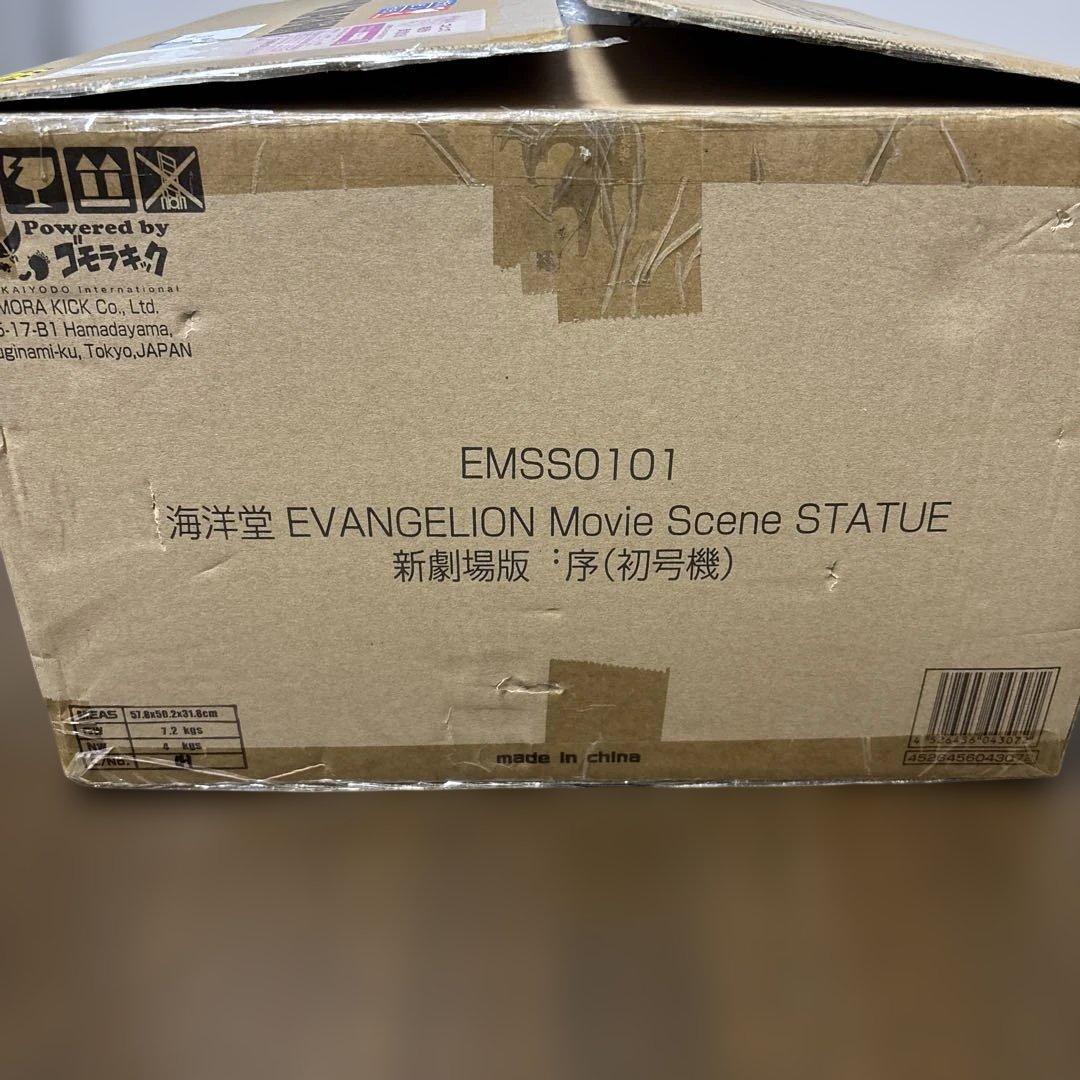 Powered by
ゴモラキック
KAIYODO International
MORA KICK Co., Ltd.
-17-B1 Hamadayama,
uginami-ku, Tokyo,JAPAN
EMSS0101
海洋堂 EVANGELION Movie Scene STATUE
新劇場版：序(初号機)
MEAS 57.8x50.2x31.8cm
7.2 kgs
NW 4 kgs
made in china